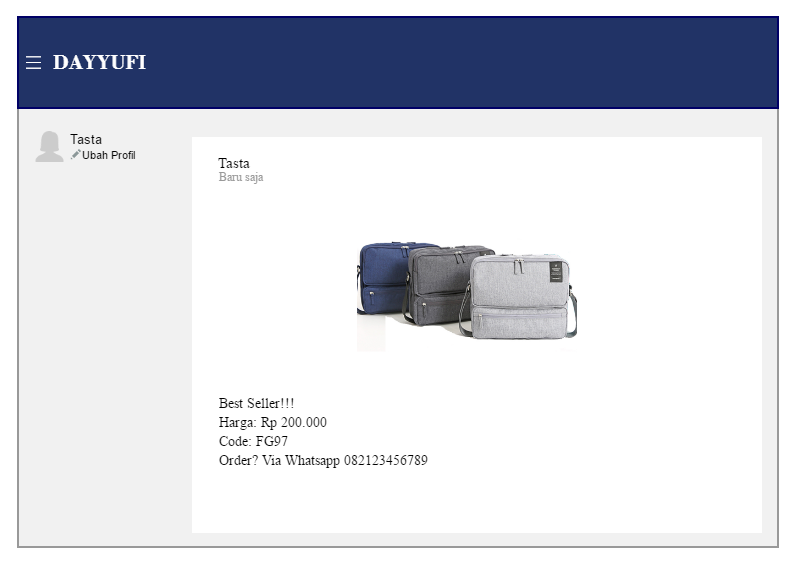 DAYYUFI
Tasta
Ubah Profil
Tasta
Baru saja
Best Seller!!!
Harga: Rp 200.000
Code: FG97
Order? Via Whatsapp 082123456789